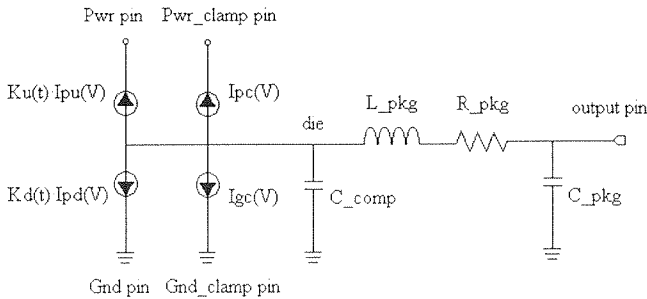 Pwr pin Pwr_clamp pin
Ku(t)·Ipu(V) Ipc(V)
L_pkg R_pkg output pin
die
Kd(t)·Ipd(V) Igc(V) C_comp C_pkg
Gnd pin Gnd_clamp pin